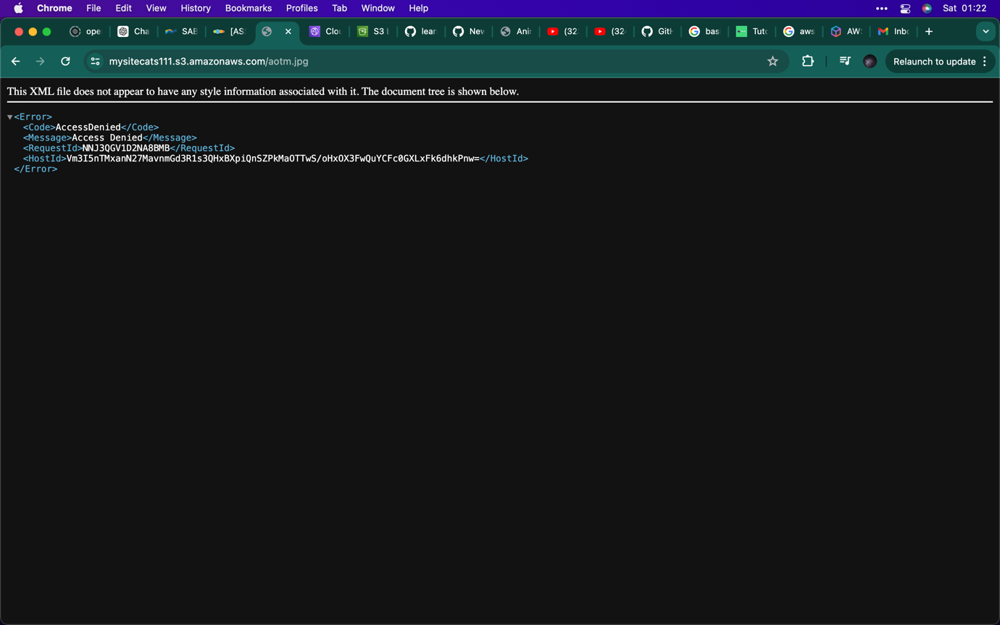 Chrome File Edit View History Bookmarks Profiles Tab Window Help Sat 01:22
ope Cha SAB [AS Clou S3 b lear New Anir (32 (32 GitH bas Tuto aws AWS Inbo
mysitecats111.s3.amazonaws.com/aotm.jpg Relaunch to update
This XML file does not appear to have any style information associated with it. The document tree is shown below.
<Error>
<Code>AccessDenied</Code>
<Message>Access Denied</Message>
<RequestId>NNJ3QGV1D2NA8BMB</RequestId>
<HostId>Vm3I5nTMxanN27MavnmGd3R1s3QHxBXpiQnSZPkMaOTTwS/oHxOX3FwQuYCFc0GXLxFk6dhkPnw=</HostId>
</Error>